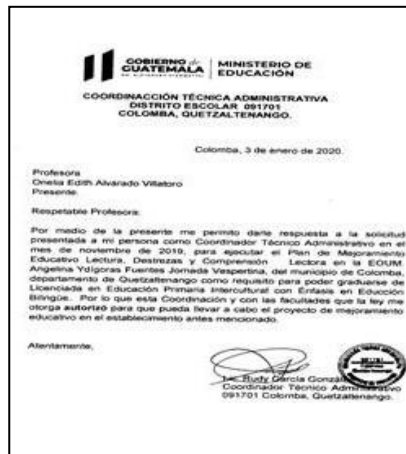 GOBIERNO de
GUATEMALA
MINISTERIO DE
EDUCACIÓN
COORDINACCIÓN TÉCNICA ADMINISTRATIVA
DISTRITO ESCOLAR 091701
COLOMBA, QUETZALTENANGO.
Colomba, 3 de enero de 2020.
Profesora
Onelia Edith Alvarado Villatoro
Presente.
Respetable Profesora:
Por medio de la presente me permito darle respuesta a la solicitud
presentada a mi persona como Coordinador Técnico Administrativo en el
mes de noviembre de 2019, para ejecutar el Plan de Mejoramiento
Educativo Lectura, Destrezas y Comprensión Lectora en la EOUM.
Angelina Ydígoras Fuentes Jornada Vespertina, del municipio de Colomba,
departamento de Quetzaltenango como requisito para poder graduarse de
Licenciada en Educación Primaria Intercultural con Énfasis en Educción
Bilingüe. Por lo que esta Coordinación y con las facultades que la ley me
otorga autorizó para que pueda llevar a cabo el proyecto de mejoramiento
educativo en el establecimiento antes mencionado.
Atentamente,
Lic. Rudy García
Coordinador Técnico Administrativo
091701 Colomba, Quetzaltenango.